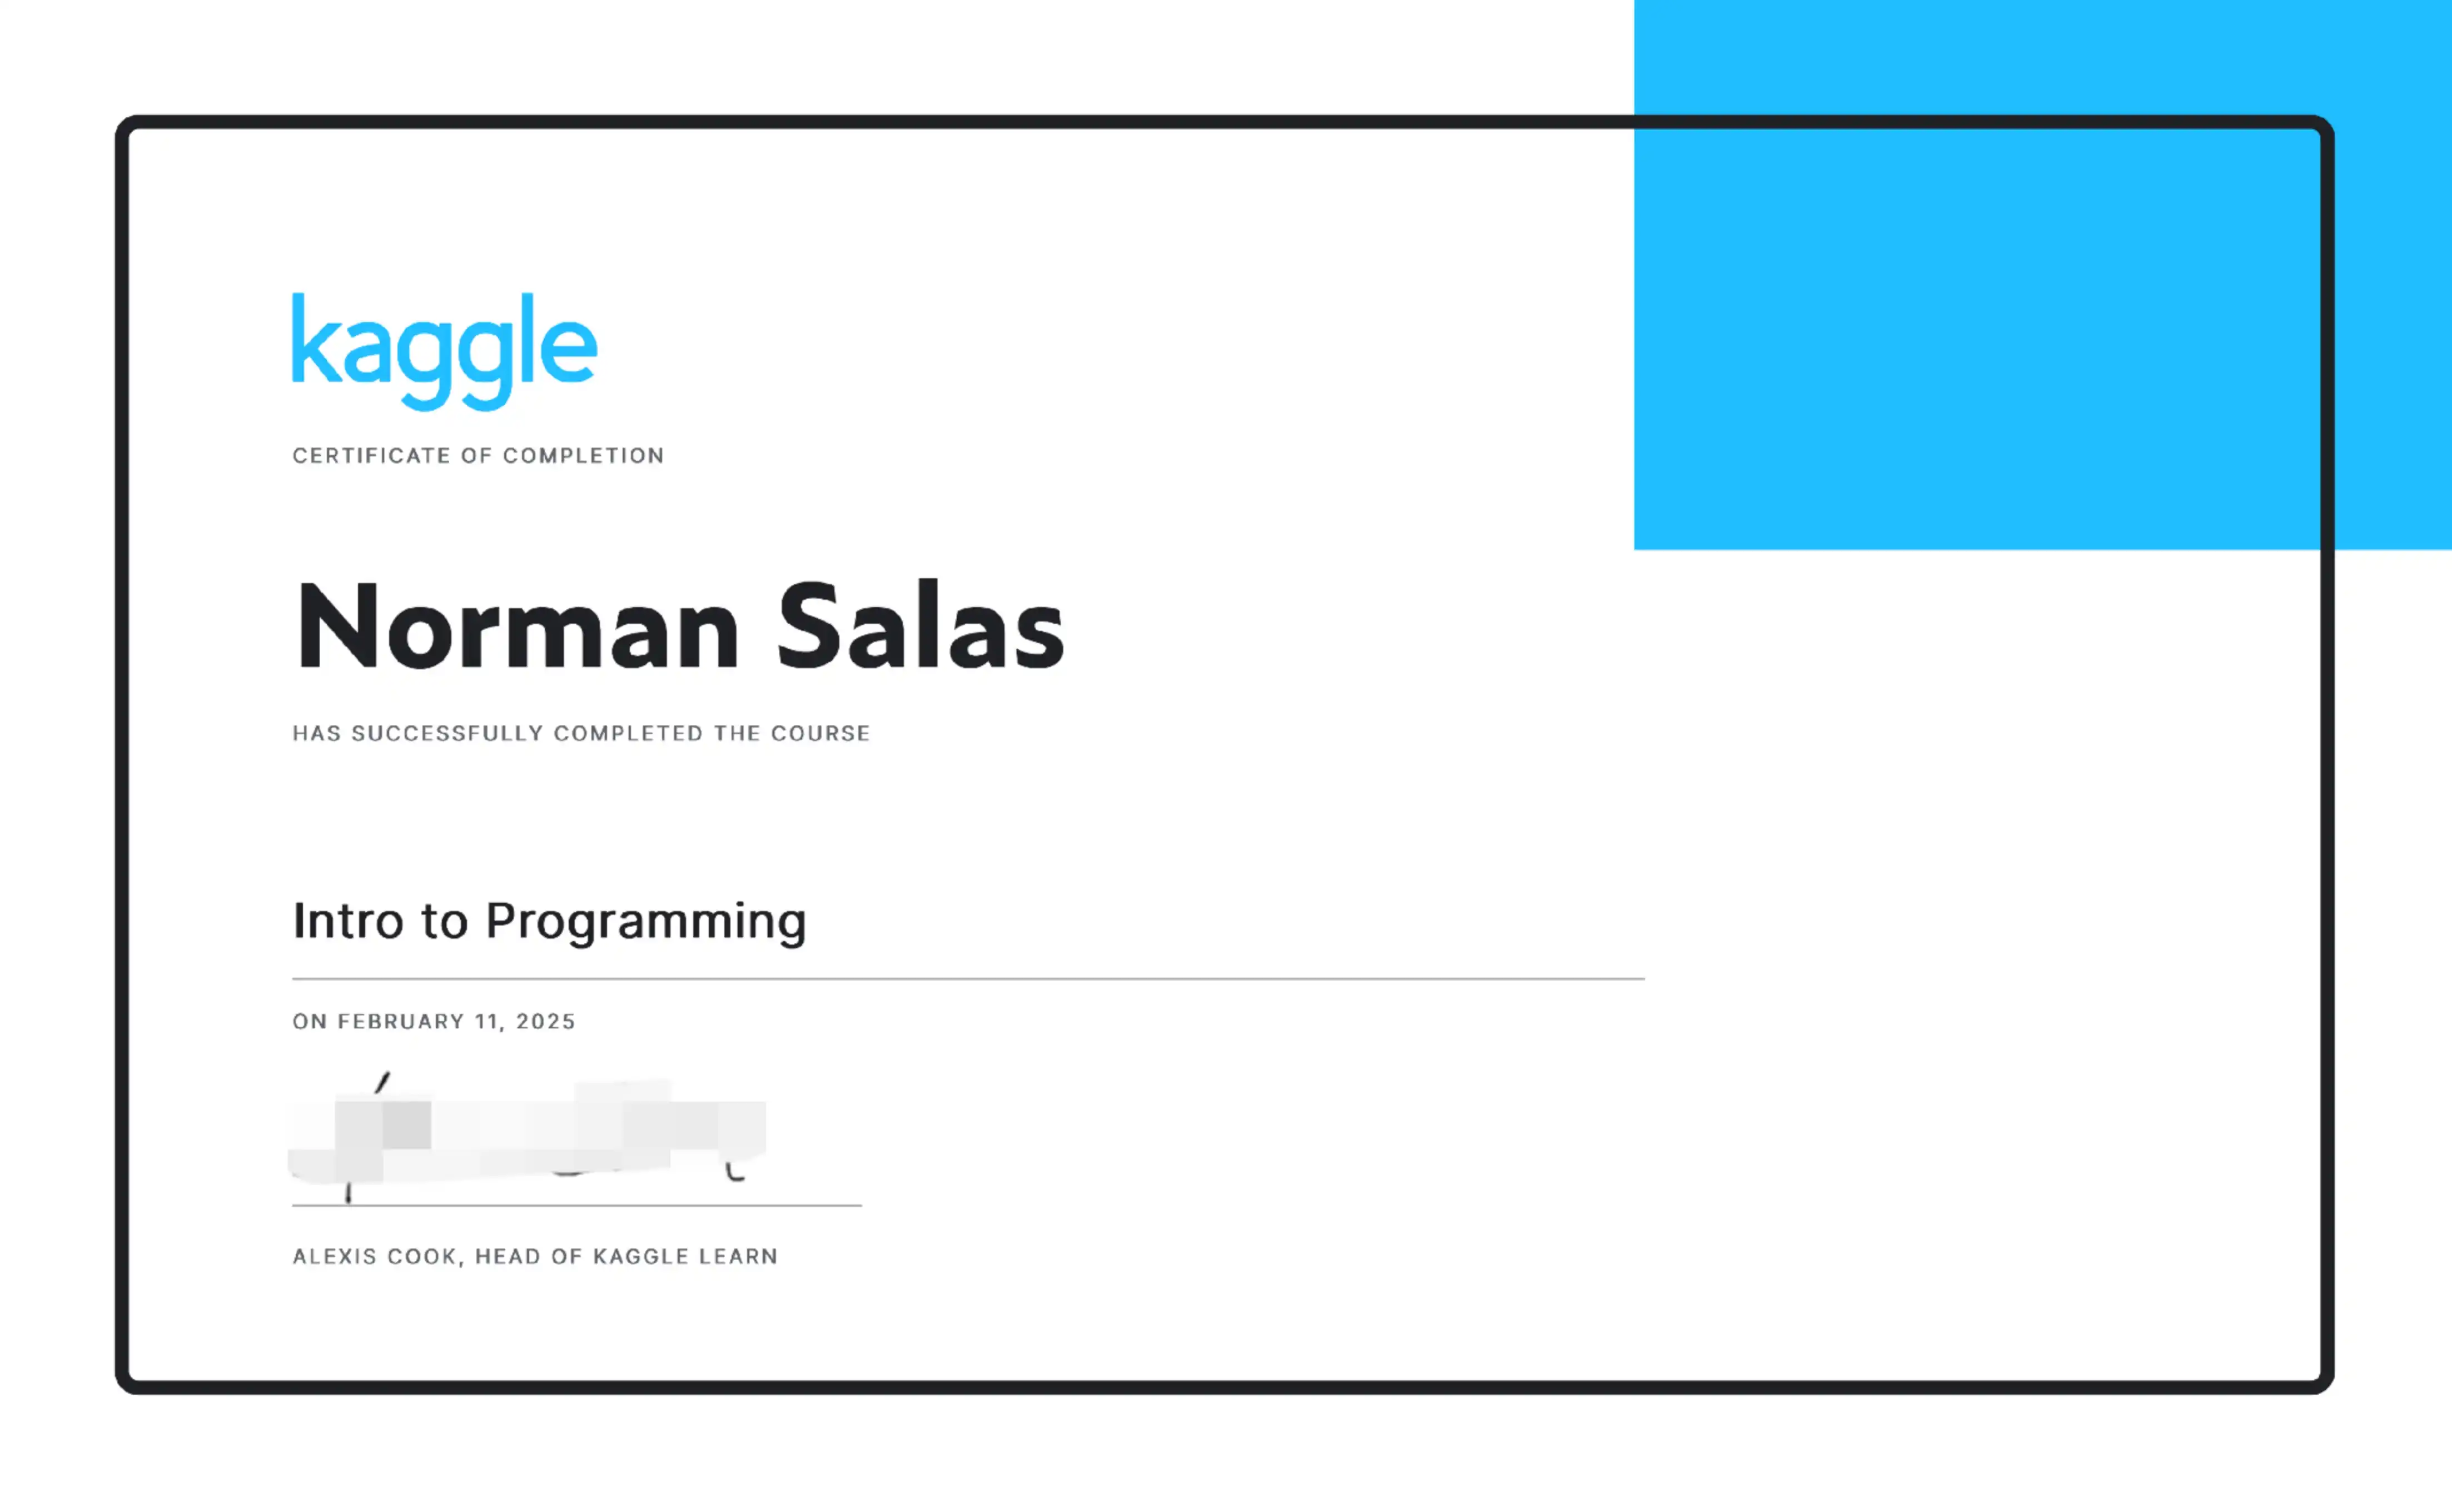 kaggle
CERTIFICATE OF COMPLETION
Norman Salas
HAS SUCCESSFULLY COMPLETED THE COURSE
Intro to Programming
ON FEBRUARY 11, 2025
ALEXIS COOK, HEAD OF KAGGLE LEARN